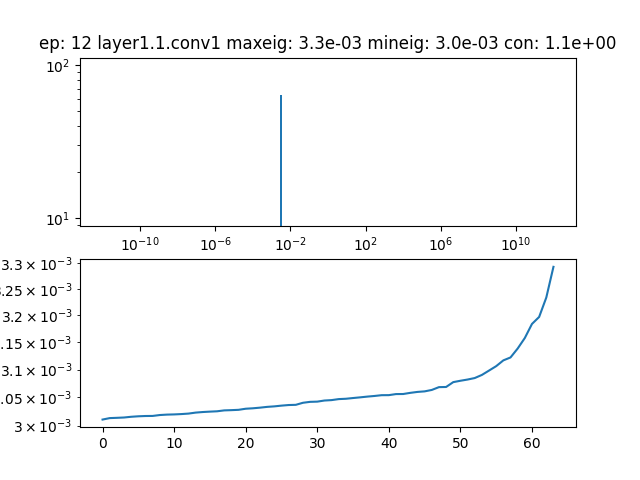 ep: 12 layer1.1.conv1 maxeig: 3.3e-03 mineig: 3.0e-03 con: 1.1e+00
10²
10¹
10⁻¹⁰ 10⁻⁶ 10⁻² 10² 10⁶ 10¹⁰
3.3 × 10⁻³
.25 × 10⁻³
3.2 × 10⁻³
.15 × 10⁻³
3.1 × 10⁻³
.05 × 10⁻³
3 × 10⁻³
0 10 20 30 40 50 60